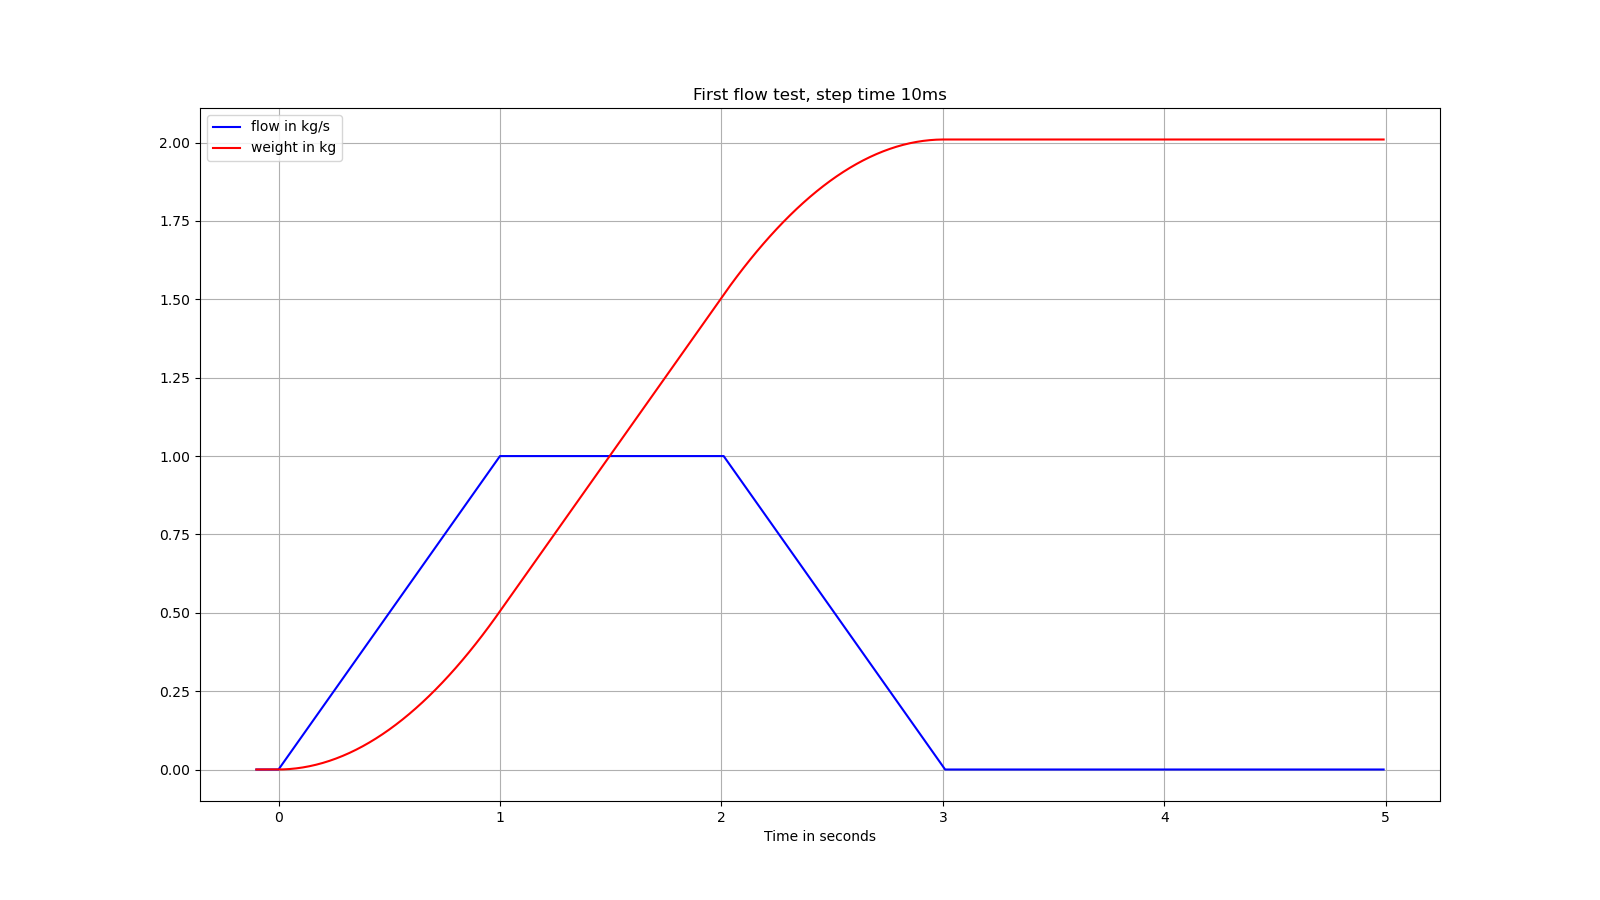 First flow test, step time 10ms
flow in kg/s
weight in kg
2.00
1.75
1.50
1.25
1.00
0.75
0.50
0.25
0.00
0 1 2 3 4 5
Time in seconds